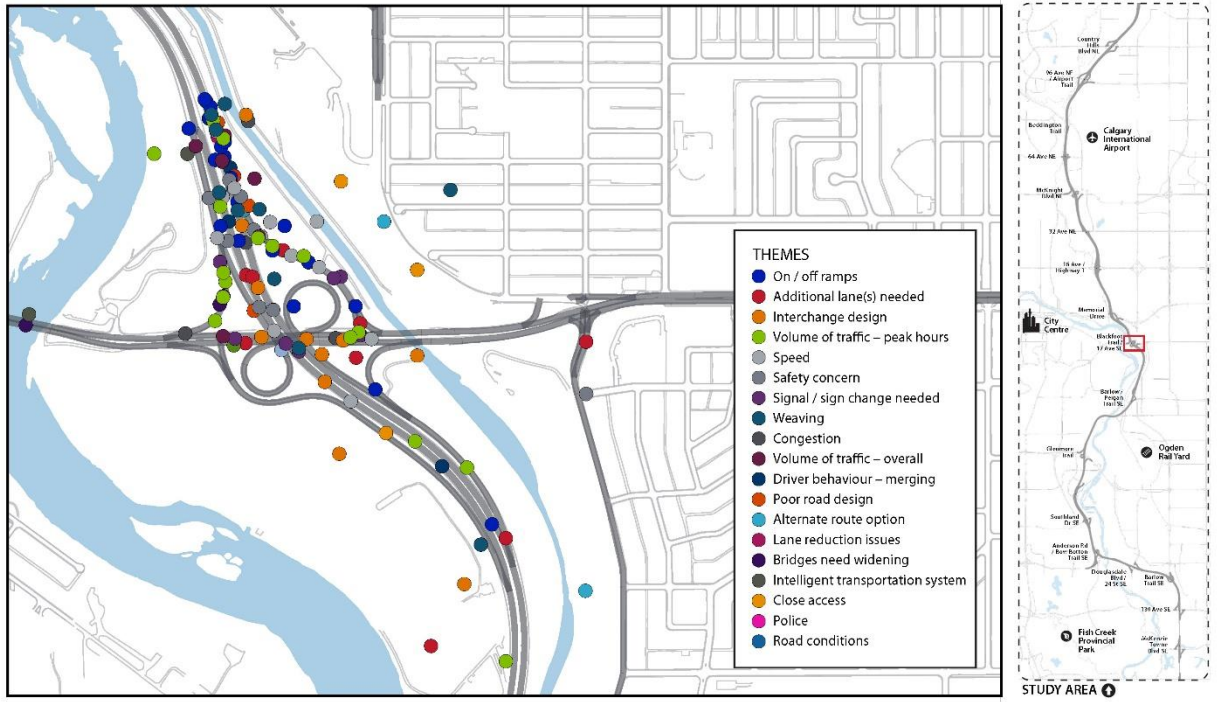 THEMES
On / off ramps
Additional lane(s) needed
Interchange design
Volume of traffic – peak hours
Speed
Safety concern
Signal / sign change needed
Weaving
Congestion
Volume of traffic – overall
Driver behaviour – merging
Poor road design
Alternate route option
Lane reduction issues
Bridges need widening
Intelligent transportation system
Close access
Police
Road conditions
Country
Hills
Blvd NE
96 Ave NE
/ Airport
Trail
Beddington
Trail
Calgary
International
Airport
64 Ave NE
McKnight
Blvd NE
32 Ave NE
16 Ave /
Highway 1
Memorial
Drive
City
Centre
Blackfoot
Trail /
17 Ave SE
Barlow /
Peigan
Trail SE
Glenmore
Trail
Ogden
Rail Yard
Southland
Dr SE
Anderson Rd
/ Bow Bottom
Trail SE
Douglasdale
Blvd /
24 St SE
Barlow
Trail SE
130 Ave SE
Fish Creek
Provincial
Park
McKenzie
Towne
Blvd SE
STUDY AREA